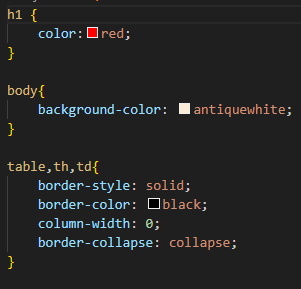 h1 {
    color: red;
}
body{
    background-color: antiquewhite;
}
table,th,td{
    border-style: solid;
    border-color: black;
    column-width: 0;
    border-collapse: collapse;
}